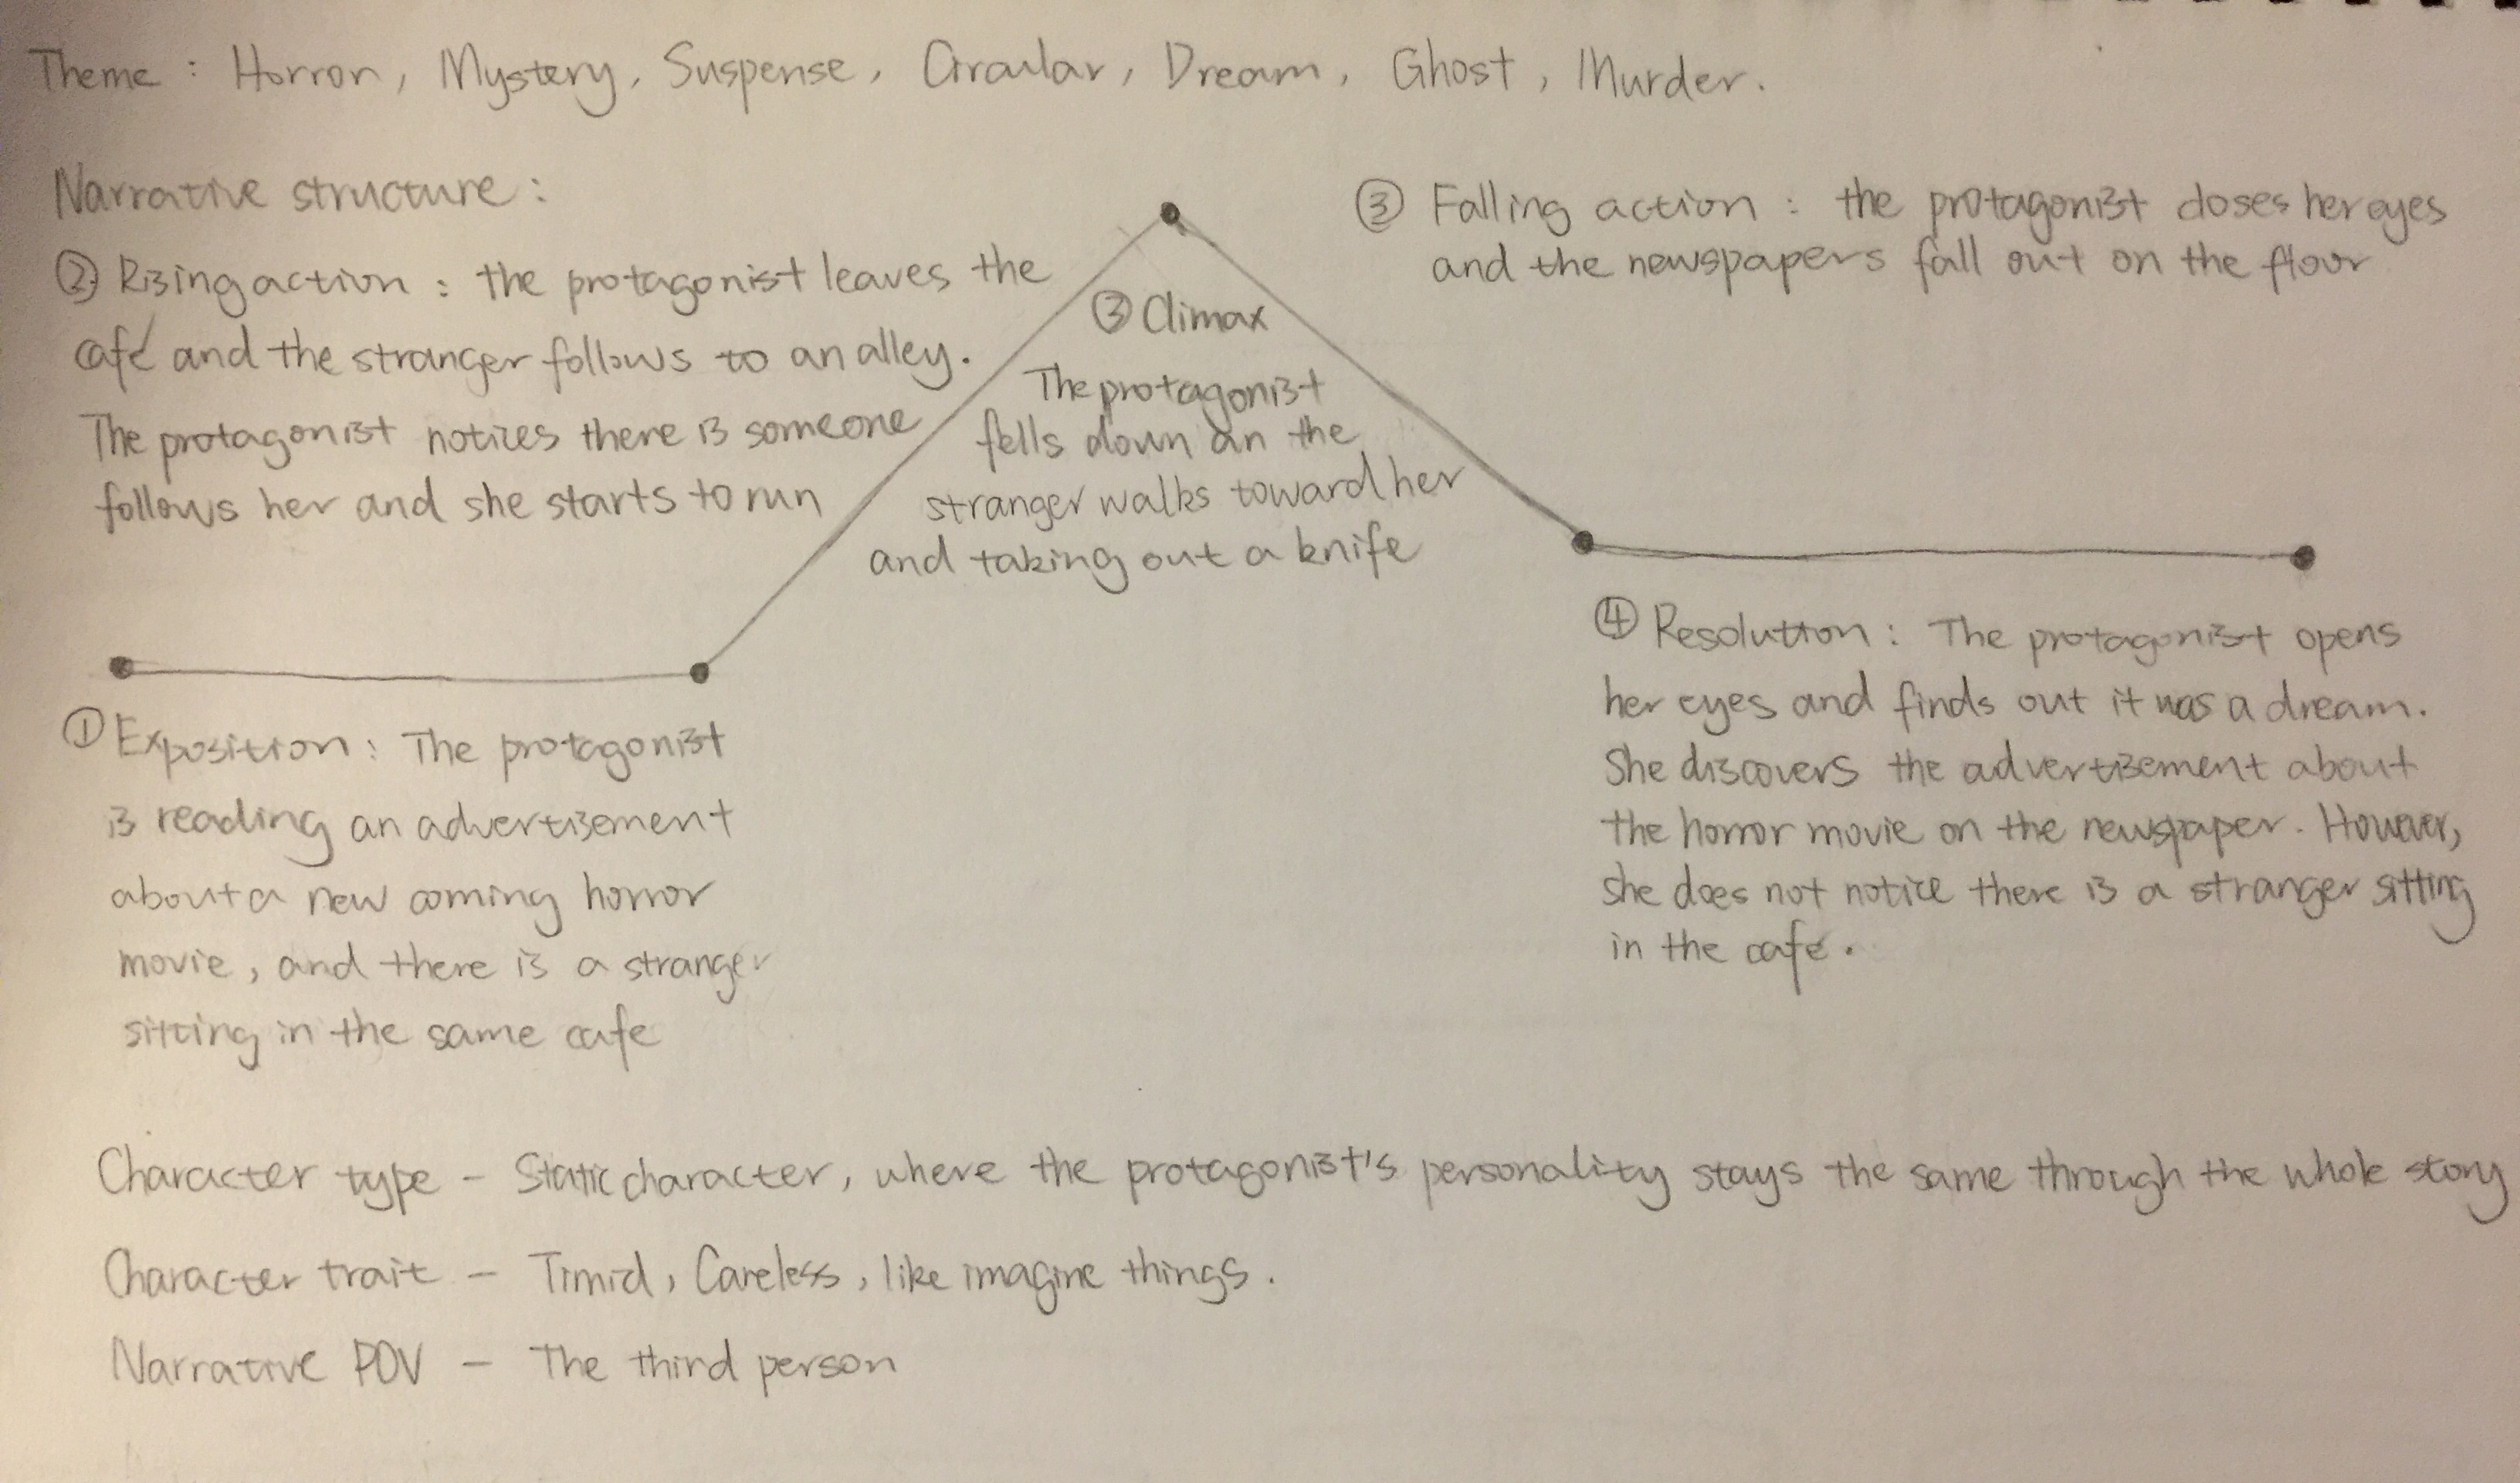 Theme : Horror, Mystery, Suspense, Circular, Dream, Ghost, Murder.
Narrative structure :
② Rising action : the protagonist leaves the
café and the stranger follows to an alley.
The protagonist notices there is someone
follows her and she starts to run
③ Climax
The protagonist
fells down an the
stranger walks toward her
and taking out a knife
③ Falling action : the protagonist closes her eyes
and the newspapers fall out on the floor
① Exposition : The protagonist
is reading an advertisement
about a new coming horror
movie, and there is a stranger
sitting in the same cafe
④ Resolution : The protagonist opens
her eyes and finds out it was a dream.
She discovers the advertisement about
the horror movie on the newspaper. However,
she does not notice there is a stranger sitting
in the café.
Character type - Static character, where the protagonist's personality stays the same through the whole story
Character trait - Timid, Careless, like imagine things.
Narrative POV - The third person